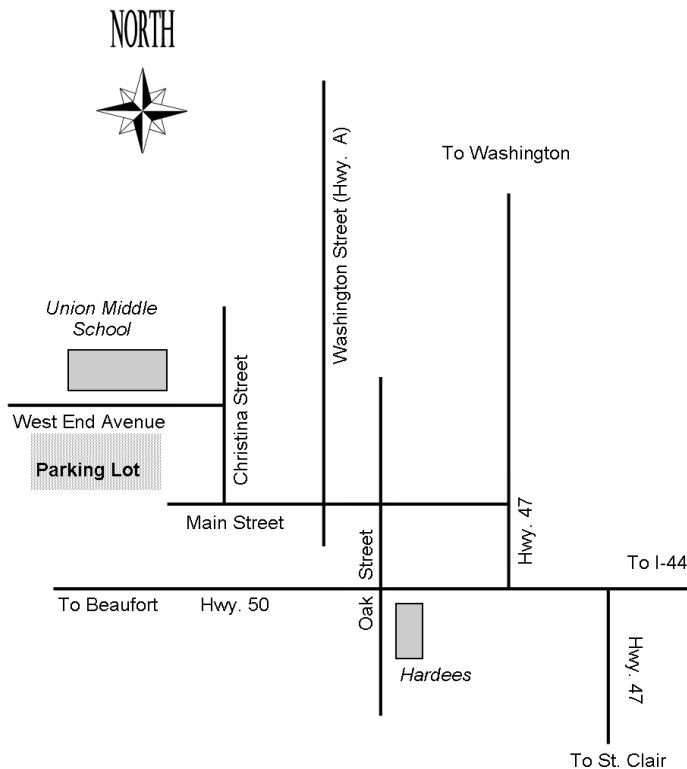 NORTH
Washington Street (Hwy. A)
To Washington
Union Middle
School
Christina Street
West End Avenue
Parking Lot
Main Street
Hwy. 47
Oak Street
To I-44
To Beaufort
Hwy. 50
Hardees
Hwy. 47
To St. Clair